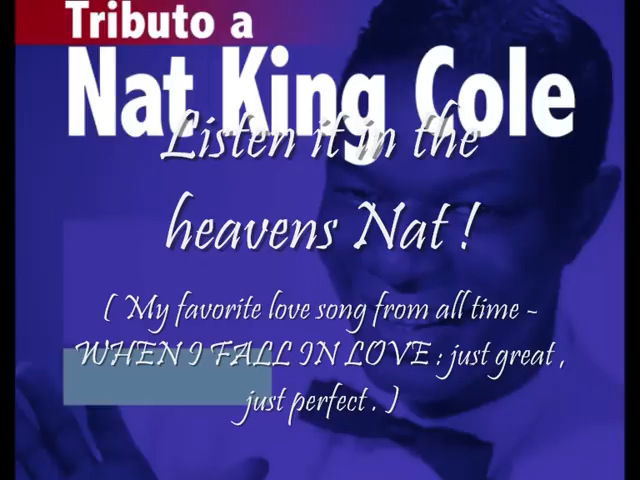 Tributo a
Nat King Cole
Listen it in the
heavens Nat !
( My favorite love song from all time -
WHEN I FALL IN LOVE : just great ,
just perfect . )